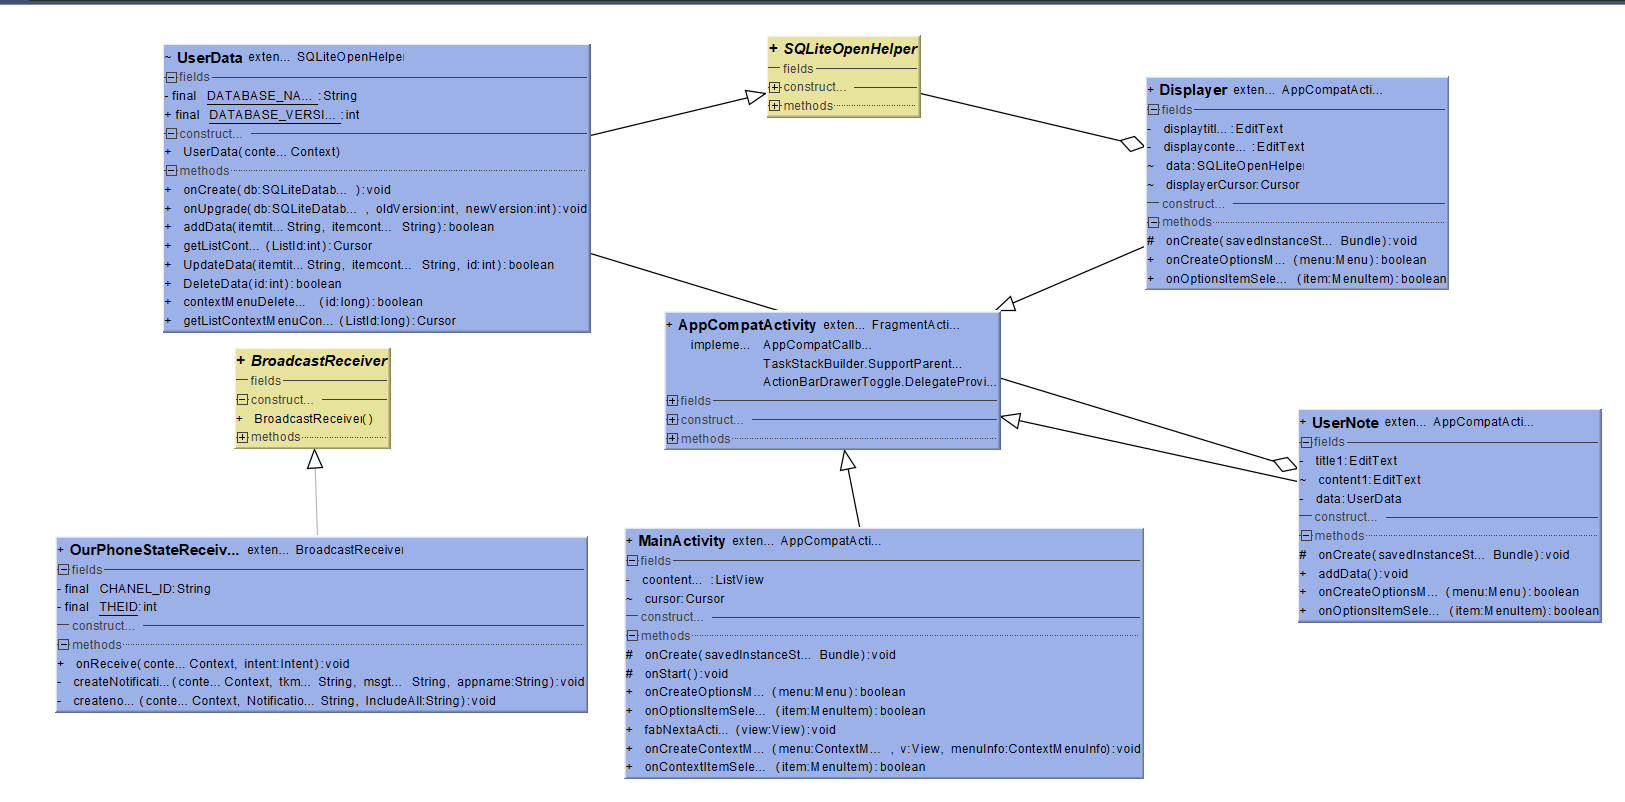 ~ UserData exten... SQLiteOpenHelper
fields
- final DATABASE_NA... :String
+ final DATABASE_VERSI... :int
construct...
+ UserData(conte... Context)
methods
+ onCreate(db:SQLiteDatab... ):void
+ onUpgrade(db:SQLiteDatab... , oldVersion:int, newVersion:int):void
+ addData(itemtit... String, itemcont... String):boolean
+ getListCont... (ListId:int):Cursor
+ UpdateData(itemtit... String, itemcont... String, id:int):boolean
+ DeleteData(id:int):boolean
+ contextMenuDelete... (id:long):boolean
+ getListContextMenuCon... (ListId:long):Cursor
+ SQLiteOpenHelper
fields
construct...
methods
+ Displayer exten... AppCompatActi...
fields
- displaytitl... :EditText
- displayconte... :EditText
~ data:SQLiteOpenHelper
~ displayerCursor:Cursor
construct...
methods
# onCreate(savedInstanceSt... Bundle):void
+ onCreateOptionsM... (menu:Menu):boolean
+ onOptionsItemSele... (item:MenuItem):boolean
+ BroadcastReceiver
fields
construct...
+ BroadcastReceiver()
methods
+ AppCompatActivity exten... FragmentActi...
impleme... AppCompatCallb...
TaskStackBuilder.SupportParent...
ActionBarDrawerToggle.DelegateProvi...
fields
construct...
methods
+ UserNote exten... AppCompatActi...
fields
- title1:EditText
~ content1:EditText
- data:UserData
construct...
methods
# onCreate(savedInstanceSt... Bundle):void
+ addData():void
+ onCreateOptionsM... (menu:Menu):boolean
+ onOptionsItemSele... (item:MenuItem):boolean
+ OurPhoneStateReceiv... exten... BroadcastReceiver
fields
- final CHANEL_ID:String
- final THEID:int
construct...
methods
+ onReceive(conte... Context, intent:Intent):void
- createNotificati... (conte... Context, tkm... String, msgt... String, appname:String):void
- createno... (conte... Context, Notificatio... String, IncludeAll:String):void
+ MainActivity exten... AppCompatActi...
fields
- coontent... :ListView
~ cursor:Cursor
construct...
methods
# onCreate(savedInstanceSt... Bundle):void
# onStart():void
+ onCreateOptionsM... (menu:Menu):boolean
+ onOptionsItemSele... (item:MenuItem):boolean
+ fabNextaActi... (view:View):void
+ onCreateContextM... (menu:ContextM... , v:View, menuInfo:ContextMenuInfo):void
+ onContextItemSele... (item:MenuItem):boolean